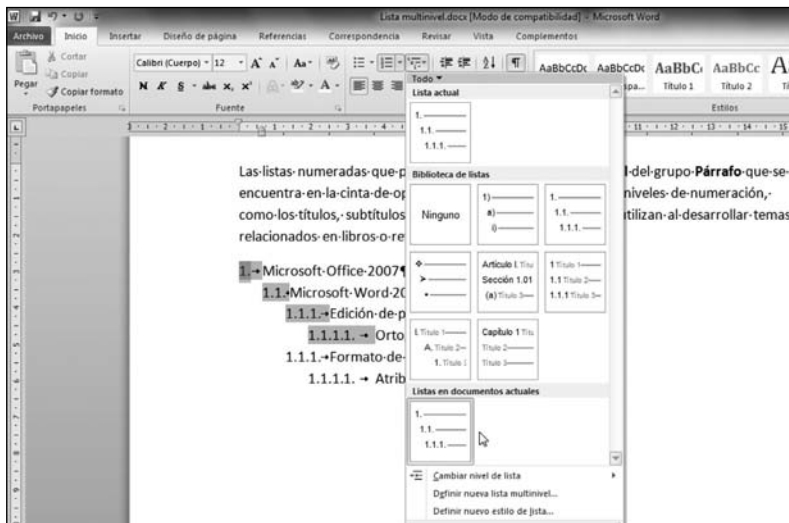 Lista multinivel.docx [Modo de compatibilidad] - Microsoft Word
Archivo Inicio Insertar Diseño de página Referencias Correspondencia Revisar Vista Complementos
Pegar
Cortar
Copiar
Copiar formato
Portapapeles
Calibri (Cuerpo) 12
N K S abc x, x²
Fuente
AaBbCcDc AaBbCcDc AaBbCc AaBbCc
Título 1 Título 2
Estilos
Todo
Lista actual
1.
1.1.
1.1.1.
Biblioteca de listas
Ninguno
1)
a)
i)
1.
1.1.
1.1.1.
Artículo I. Títu
Sección 1.01
(a) Título 3
1 Título 1
1.1 Título 2
1.1.1 Título 3
I. Título 1
A. Título 2
1. Título 3
Capítulo 1 Títu
Título 2
Título 3
Listas en documentos actuales
1.
1.1.
1.1.1.
Cambiar nivel de lista
Definir nueva lista multinivel...
Definir nuevo estilo de lista...
Las listas numeradas que del grupo Párrafo que se
encuentra en la cinta de niveles de numeración,
como los títulos, subtítulos utilizan al desarrollar temas
relacionados en libros o
1. Microsoft Office 2007
1.1. Microsoft Word
1.1.1. Edición de
1.1.1.1.
1.1.1. Formato de
1.1.1.1.